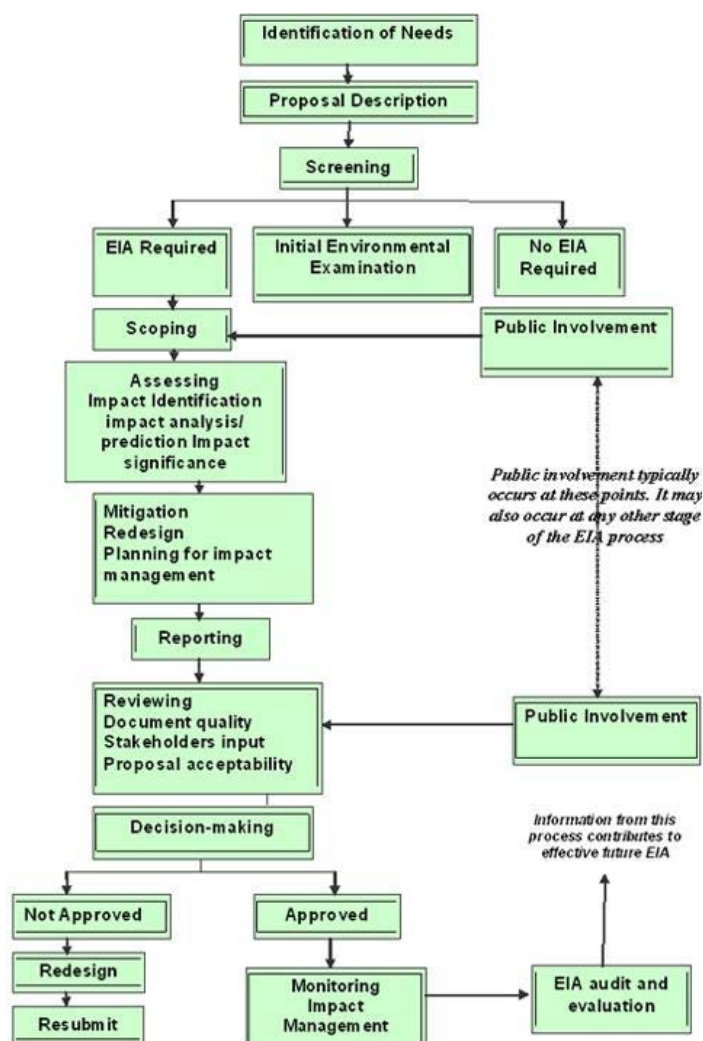 Identification of Needs
Proposal Description
Screening
EIA Required
Initial Environmental
Examination
No EIA
Required
Scoping
Public Involvement
Assessing
Impact Identification
impact analysis/
prediction Impact
significance
Public involvement typically
occurs at these points. It may
also occur at any other stage
of the EIA process
Mitigation
Redesign
Planning for impact
management
Reporting
Reviewing
Document quality
Stakeholders input
Proposal acceptability
Public Involvement
Decision-making
Information from this
process contributes to
effective future EIA
Not Approved
Approved
Redesign
Resubmit
Monitoring
Impact
Management
EIA audit and
evaluation